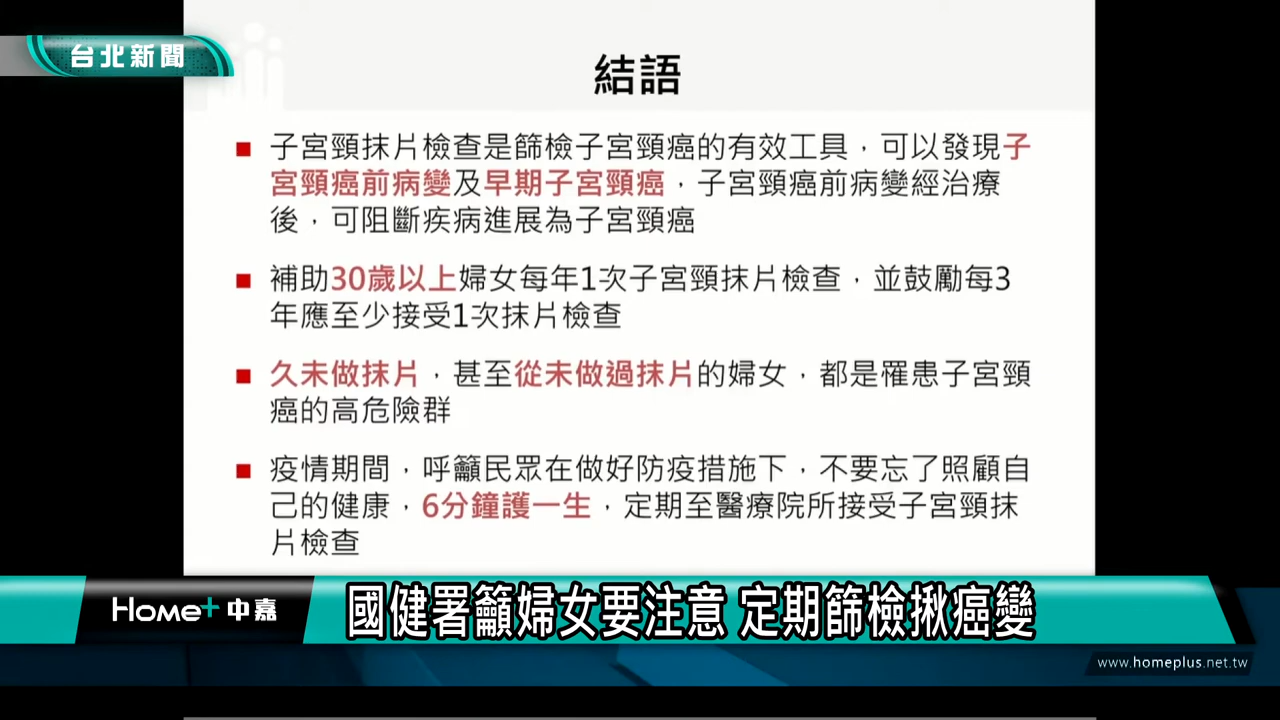 台北新聞
結語
■ 子宮頸抹片檢查是篩檢子宮頸癌的有效工具，可以發現子
宮頸癌前病變及早期子宮頸癌，子宮頸癌前病變經治療
後，可阻斷疾病進展為子宮頸癌
■ 補助30歲以上婦女每年1次子宮頸抹片檢查，並鼓勵每3
年應至少接受1次抹片檢查
■ 久未做抹片，甚至從未做過抹片的婦女，都是罹患子宮頸
癌的高危險群
■ 疫情期間，呼籲民眾在做好防疫措施下，不要忘了照顧自
己的健康，6分鐘護一生，定期至醫療院所接受子宮頸抹
片檢查
Home+中嘉
國健署籲婦女要注意 定期篩檢揪癌變
www.homeplus.net.tw